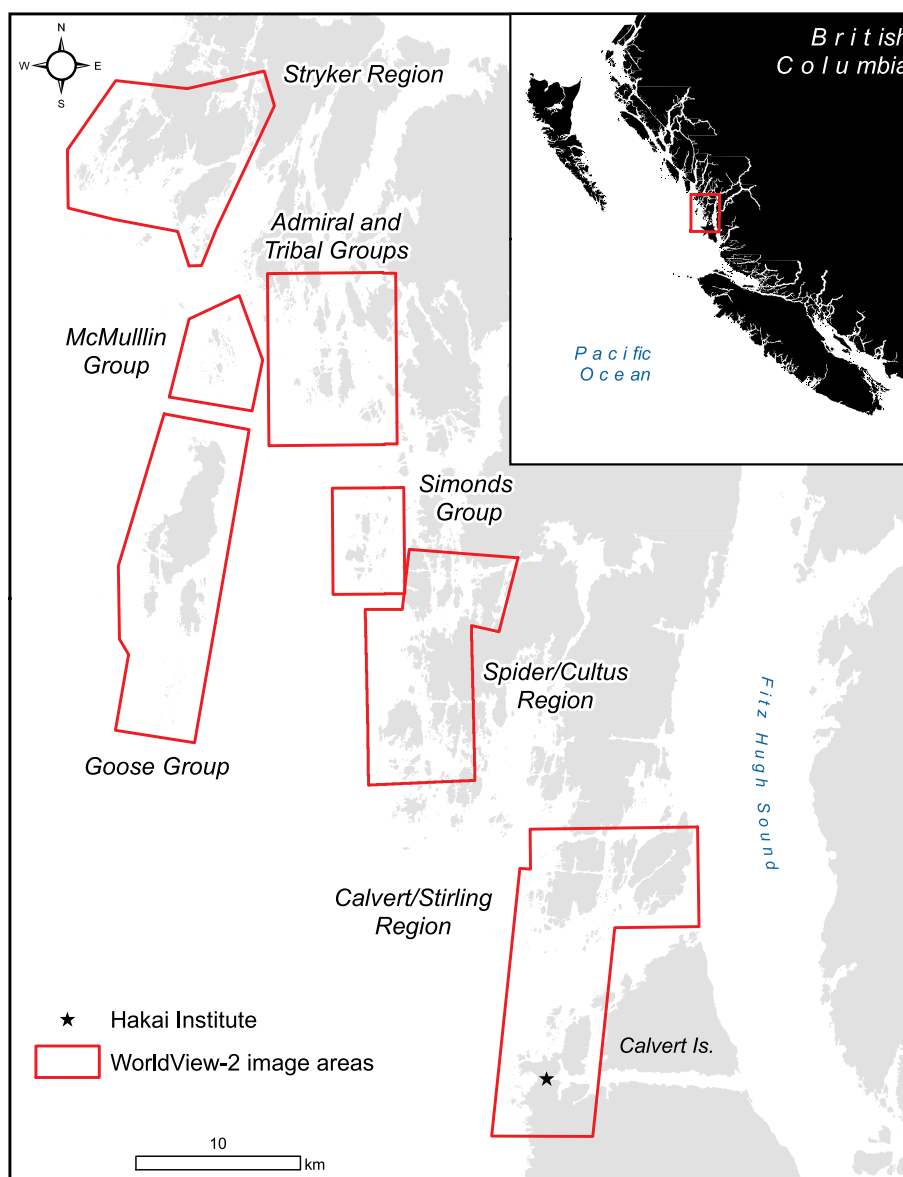 N
W E
S
Stryker Region
British
Columbia
Admiral and
Tribal Groups
McMulllin
Group
Pacific
Ocean
Simonds
Group
Spider/Cultus
Region
Fitz Hugh Sound
Goose Group
Calvert/Stirling
Region
Hakai Institute
Calvert Is.
WorldView-2 image areas
10
km